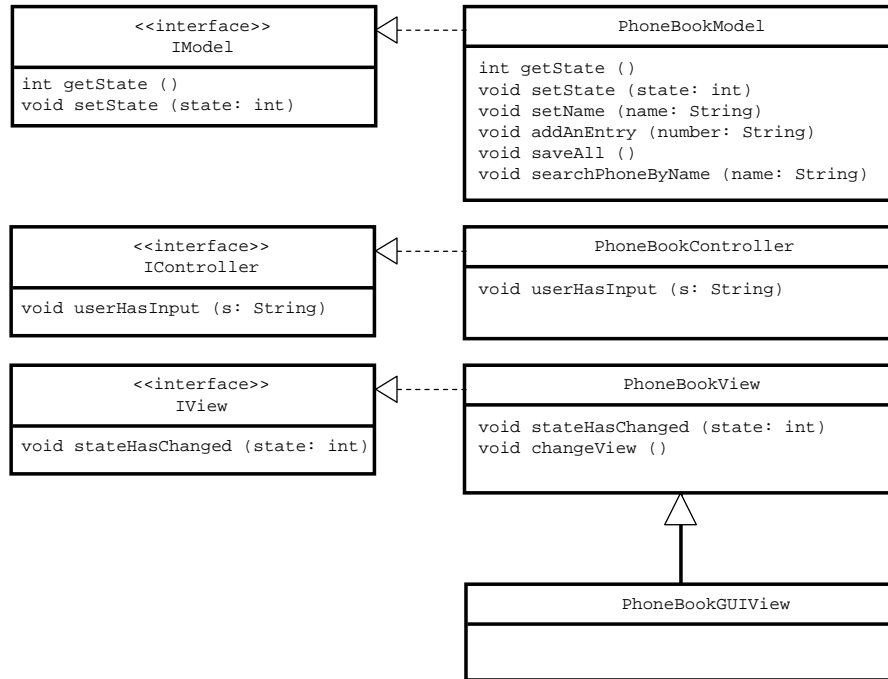 <<interface>>
IModel
int getState ()
void setState (state: int)
PhoneBookModel
int getState ()
void setState (state: int)
void setName (name: String)
void addAnEntry (number: String)
void saveAll ()
void searchPhoneByName (name: String)
<<interface>>
IController
void userHasInput (s: String)
PhoneBookController
void userHasInput (s: String)
<<interface>>
IView
void stateHasChanged (state: int)
PhoneBookView
void stateHasChanged (state: int)
void changeView ()
PhoneBookGUIView